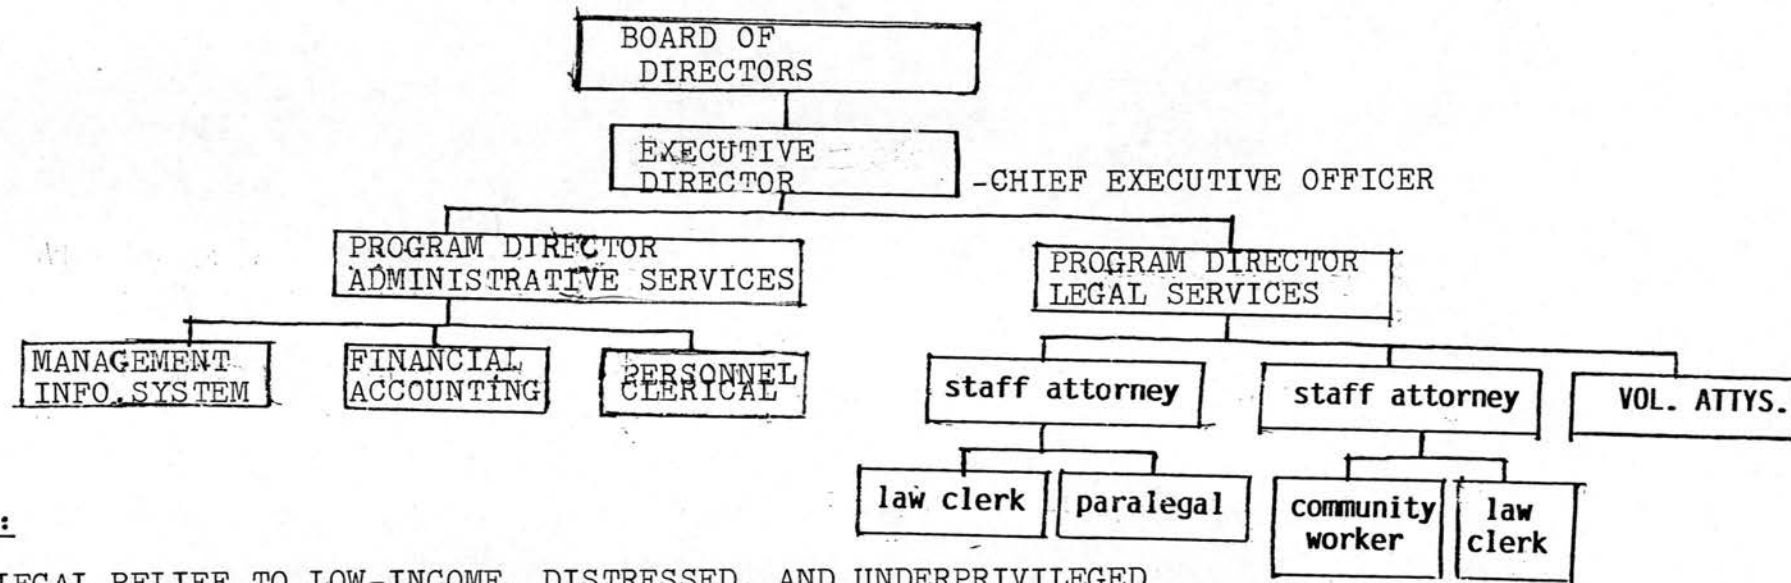 BOARD OF
DIRECTORS
EXECUTIVE
DIRECTOR
-CHIEF EXECUTIVE OFFICER
PROGRAM DIRECTOR
ADMINISTRATIVE SERVICES
PROGRAM DIRECTOR
LEGAL SERVICES
MANAGEMENT
INFO.SYSTEM
FINANCIAL
ACCOUNTING
PERSONNEL
CLERICAL
staff attorney
staff attorney
VOL. ATTYS.
law clerk
paralegal
community
worker
law
clerk
:
LEGAL RELIEF TO LOW-INCOME, DISTRESSED, AND UNDERPRIVILEGED